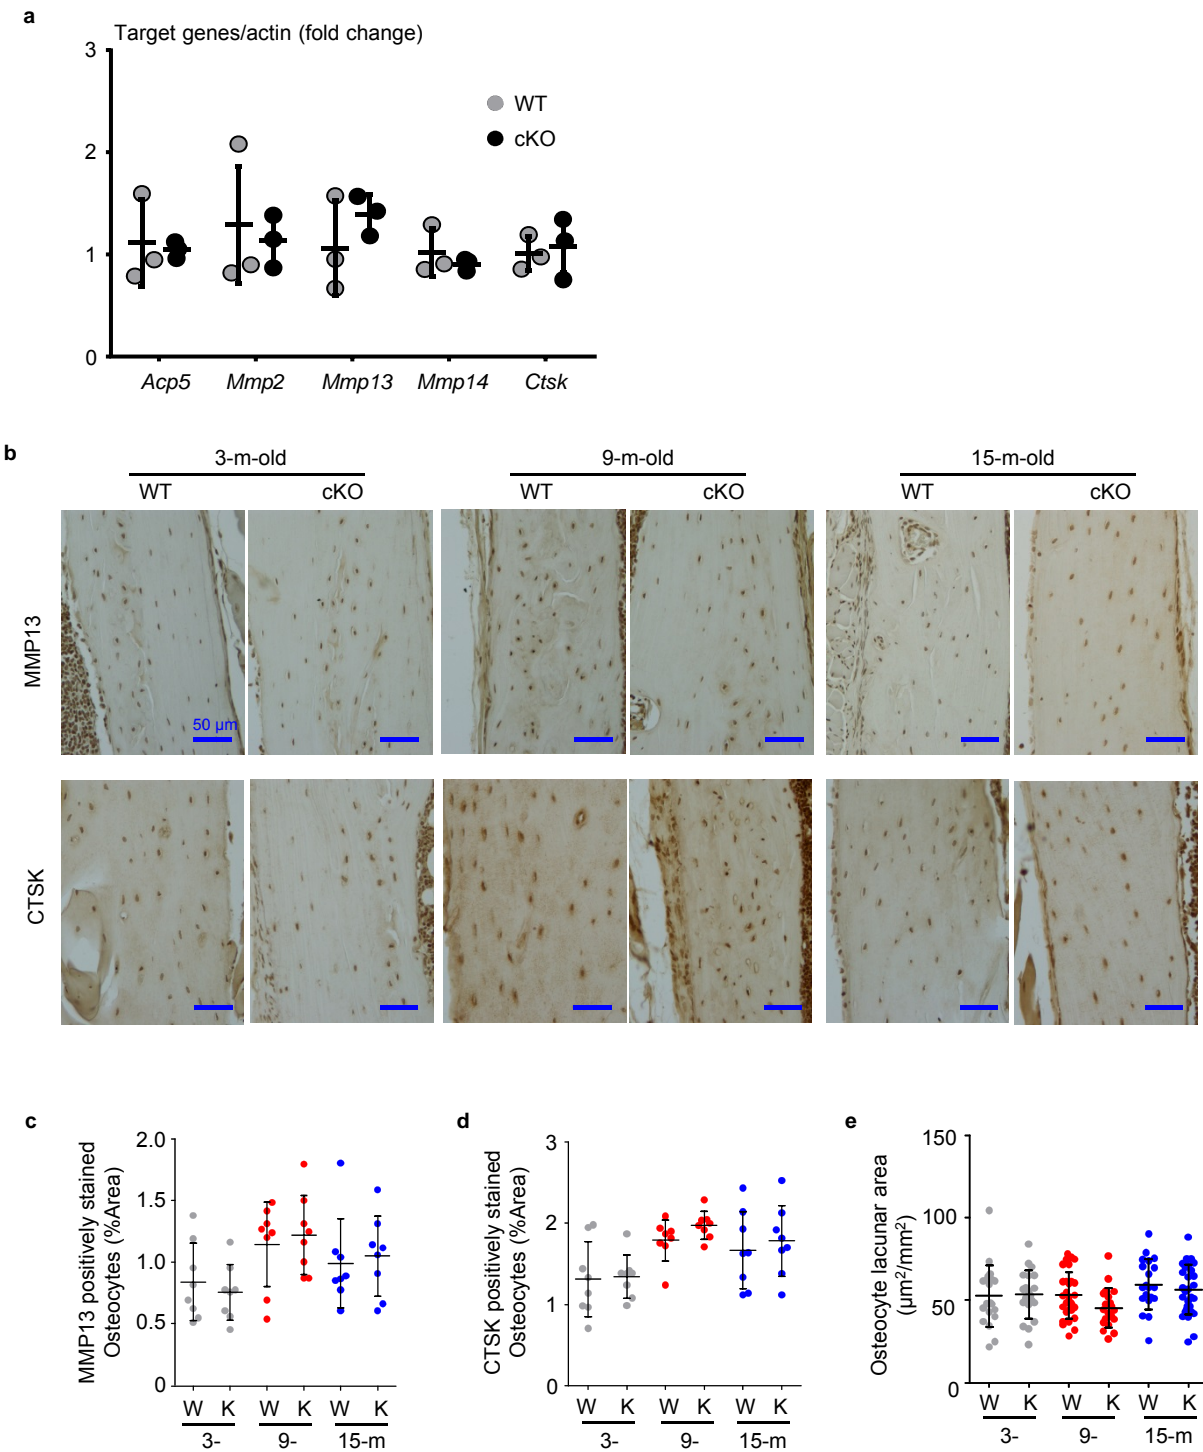 a
Target genes/actin (fold change)
3
2
1
0
WT
cKO
Acp5 Mmp2 Mmp13 Mmp14 Ctsk
b
3-m-old 9-m-old 15-m-old
WT cKO WT cKO WT cKO
MMP13
50 µm
CTSK
c
MMP13 positively stained
Osteocytes (%Area)
2.0
1.5
1.0
0.5
0
W K W K W K
3- 9- 15-m
d
CTSK positively stained
Osteocytes (%Area)
3
2
1
0
W K W K W K
3- 9- 15-m
e
Osteocyte lacunar area
(µm²/mm²)
150
100
50
0
W K W K W K
3- 9- 15-m